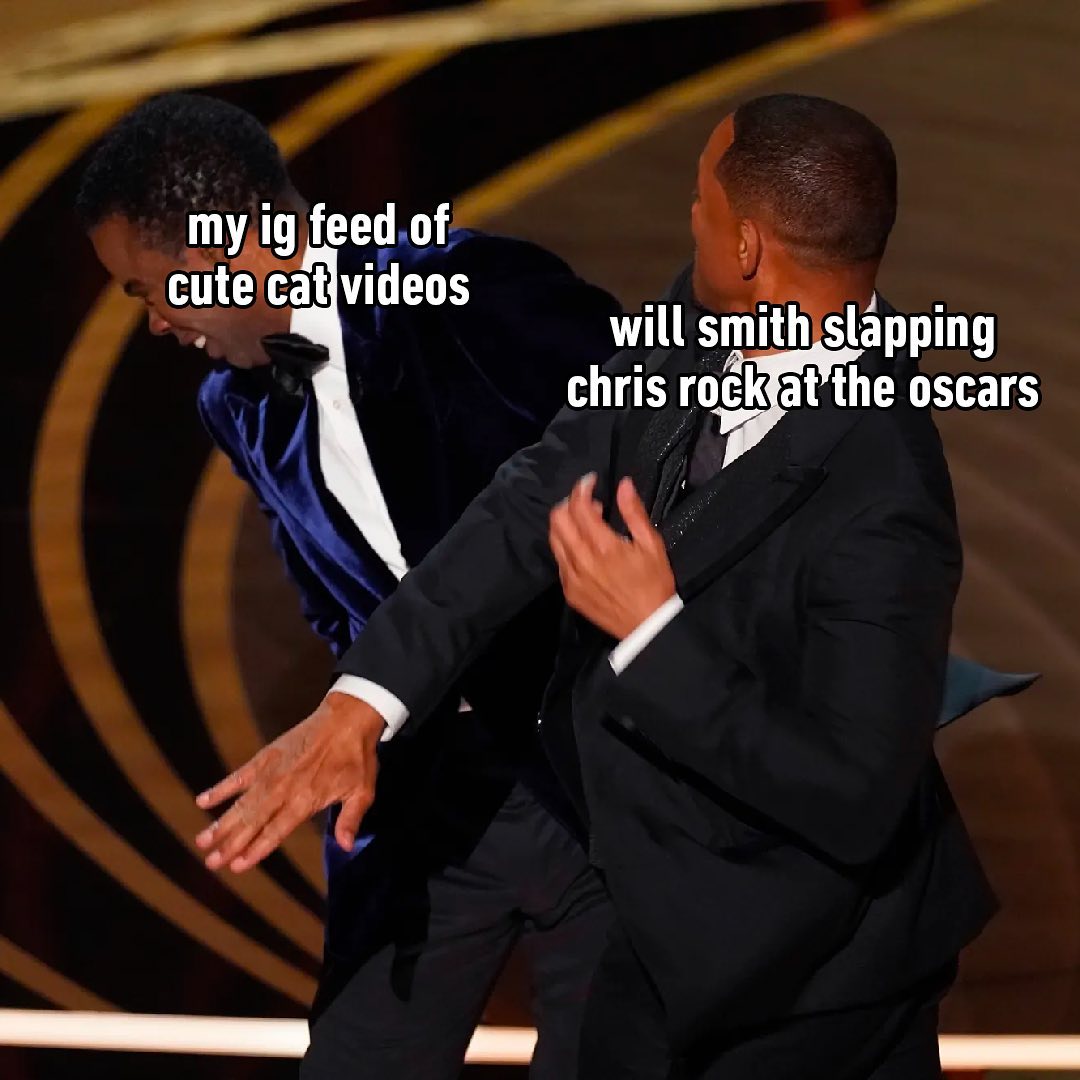 my ig feed of
cute cat videos
will smith slapping
chris rock at the oscars